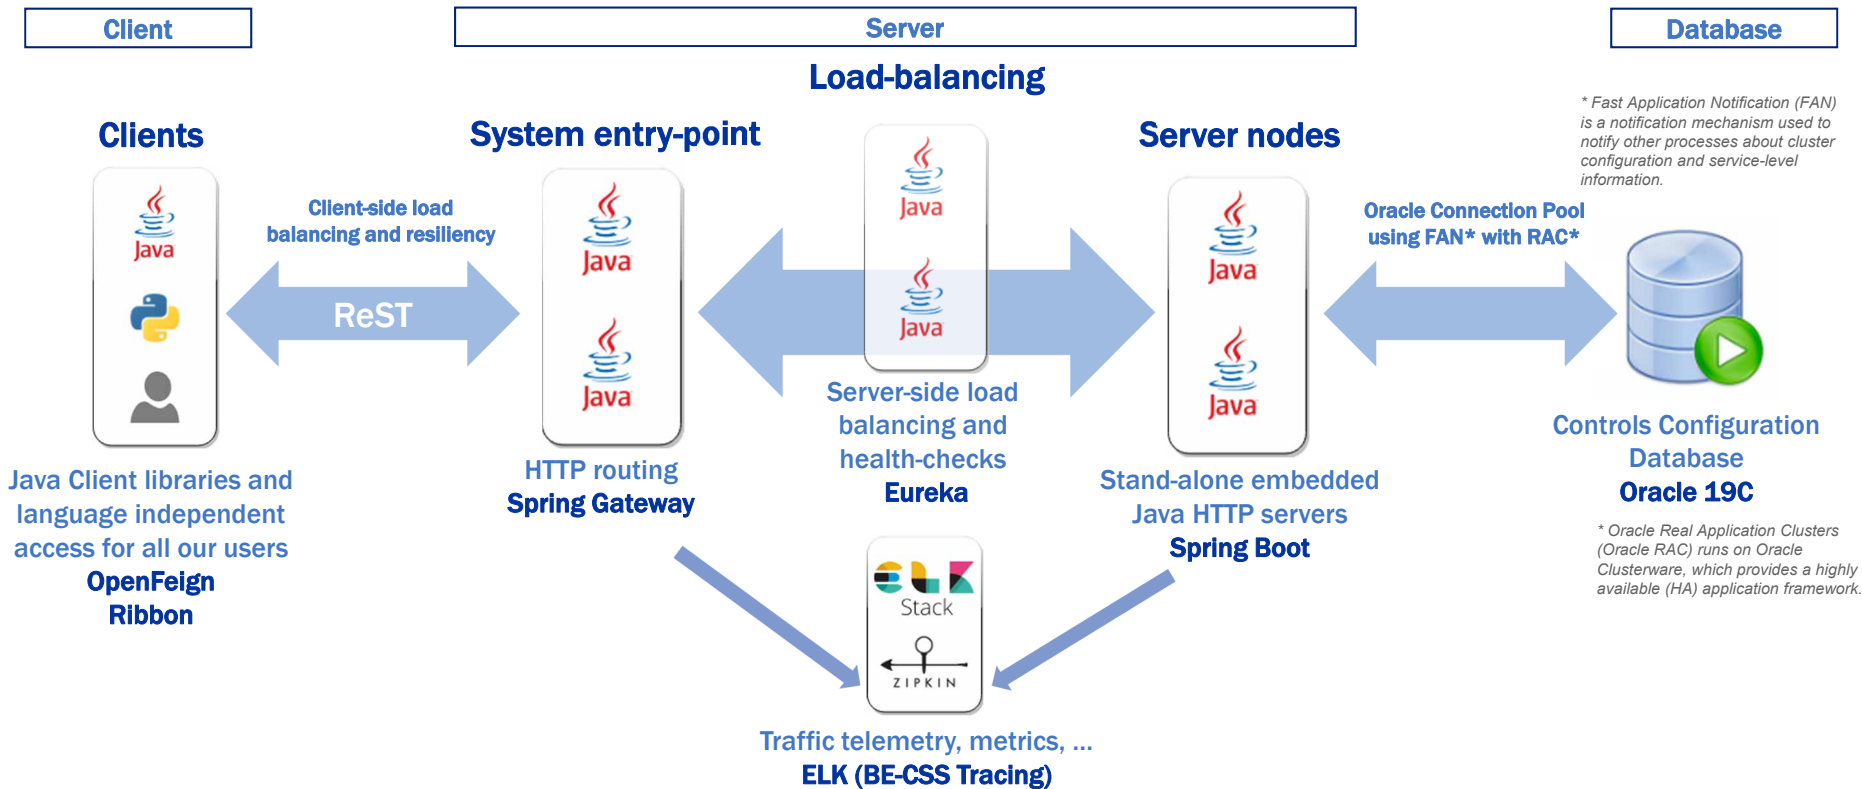 Client
Server
Database
Load-balancing
Clients
System entry-point
Server nodes
* Fast Application Notification (FAN)
is a notification mechanism used to
notify other processes about cluster
configuration and service-level
information.
Java
Client-side load
balancing and resiliency
ReST
Java
Java
Java
Java
Java
Java
Oracle Connection Pool
using FAN* with RAC*
Java Client libraries and
language independent
access for all our users
OpenFeign
Ribbon
HTTP routing
Spring Gateway
Server-side load
balancing and
health-checks
Eureka
Stand-alone embedded
Java HTTP servers
Spring Boot
Controls Configuration
Database
Oracle 19C
* Oracle Real Application Clusters
(Oracle RAC) runs on Oracle
Clusterware, which provides a highly
available (HA) application framework.
ELK
Stack
ZIPKIN
Traffic telemetry, metrics, ...
ELK (BE-CSS Tracing)